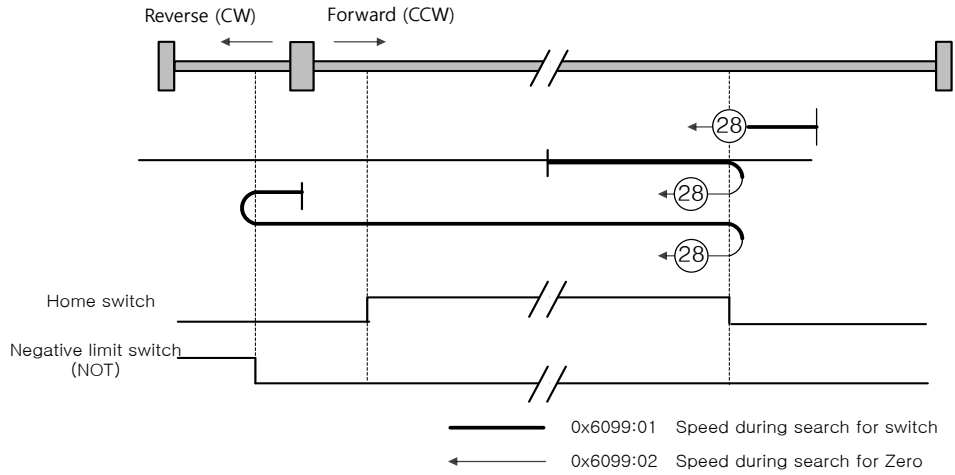 Reverse (CW)
Forward (CCW)
28
28
28
Home switch
Negative limit switch
(NOT)
0x6099:01 Speed during search for switch
0x6099:02 Speed during search for Zero